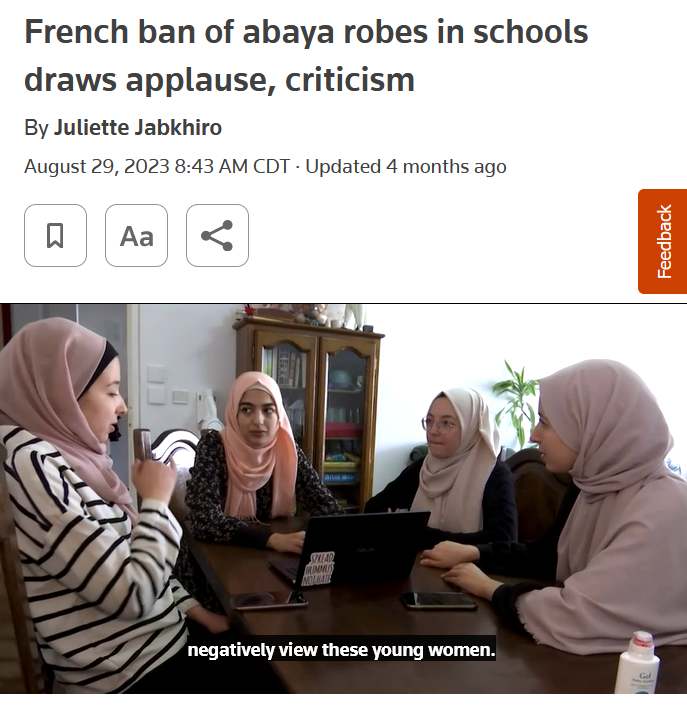 French ban of abaya robes in schools
draws applause, criticism
By Juliette Jabkhiro
August 29, 2023 8:43 AM CDT · Updated 4 months ago
Aa
Feedback
SPREAD
HUMMUS
NOT HATE
negatively view these young women.
Gel